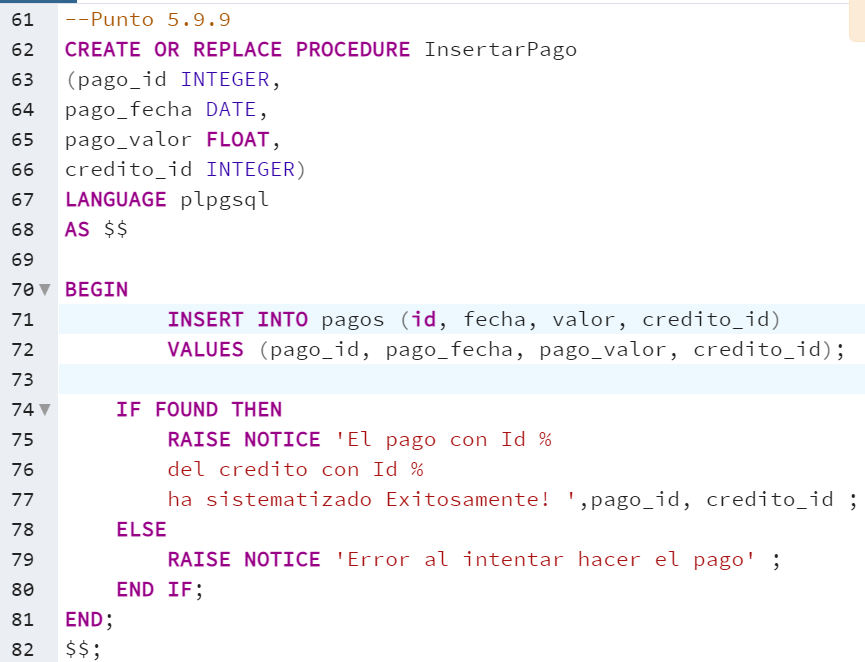 61 --Punto 5.9.9
62 CREATE OR REPLACE PROCEDURE InsertarPago
63 (pago_id INTEGER,
64 pago_fecha DATE,
65 pago_valor FLOAT,
66 credito_id INTEGER)
67 LANGUAGE plpgsql
68 AS $$
69
70 BEGIN
71 INSERT INTO pagos (id, fecha, valor, credito_id)
72 VALUES (pago_id, pago_fecha, pago_valor, credito_id);
73
74 IF FOUND THEN
75 RAISE NOTICE 'El pago con Id %
76 del credito con Id %
77 ha sistematizado Exitosamente! ',pago_id, credito_id ;
78 ELSE
79 RAISE NOTICE 'Error al intentar hacer el pago' ;
80 END IF;
81 END;
82 $$;